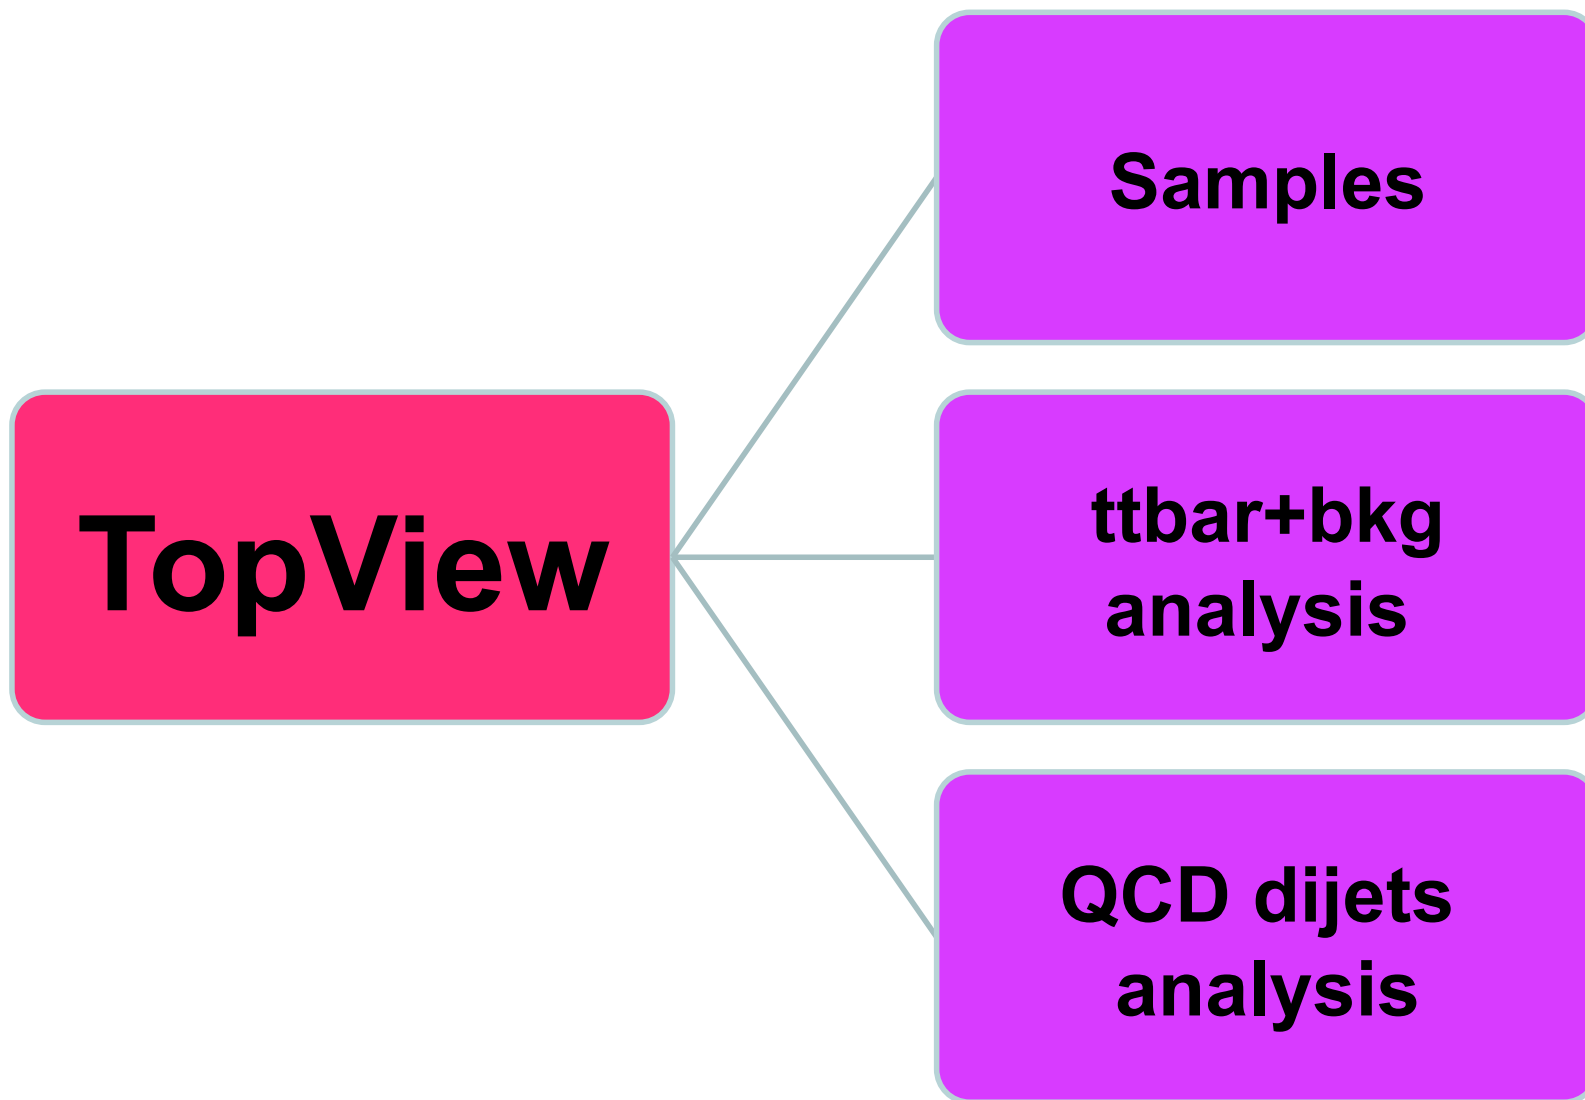 TopView
Samples
ttbar+bkg
analysis
QCD dijets
analysis